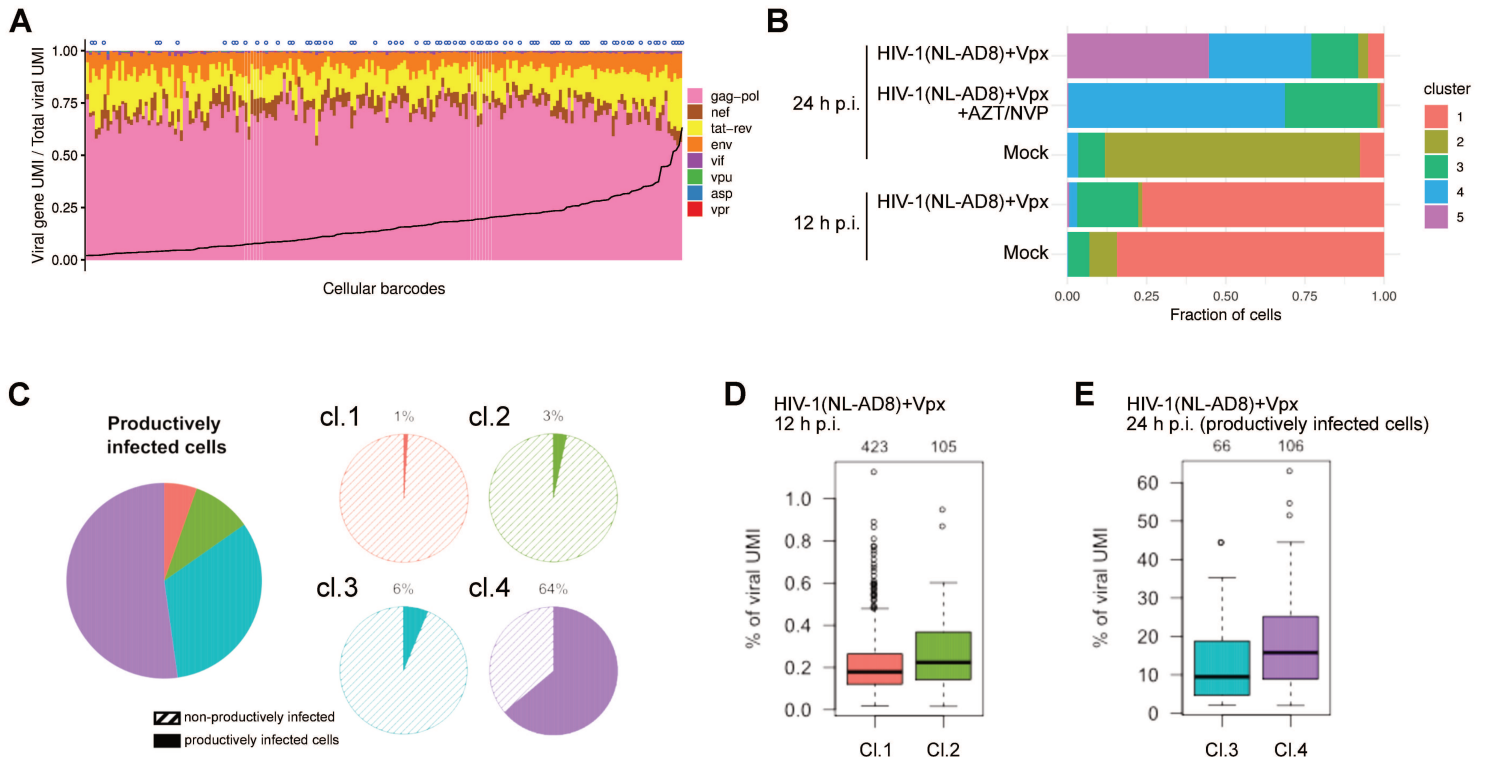 A
Viral gene UMI / Total viral UMI
1.00
0.75
0.50
0.25
0.00
Cellular barcodes
gag-pol
nef
tat-rev
env
vif
vpu
asp
vpr
B
24 h p.i.
HIV-1(NL-AD8)+Vpx
HIV-1(NL-AD8)+Vpx
+AZT/NVP
Mock
12 h p.i.
HIV-1(NL-AD8)+Vpx
Mock
0.00 0.25 0.50 0.75 1.00
Fraction of cells
cluster
1
2
3
4
5
C
Productively
infected cells
cl.1 1%
cl.2 3%
cl.3 6%
cl.4 64%
non-productively infected
productively infected cells
D
HIV-1(NL-AD8)+Vpx
12 h p.i.
423 105
% of viral UMI
1.0
0.8
0.6
0.4
0.2
0.0
Cl.1 Cl.2
E
HIV-1(NL-AD8)+Vpx
24 h p.i. (productively infected cells)
66 106
% of viral UMI
60
50
40
30
20
10
0
Cl.3 Cl.4